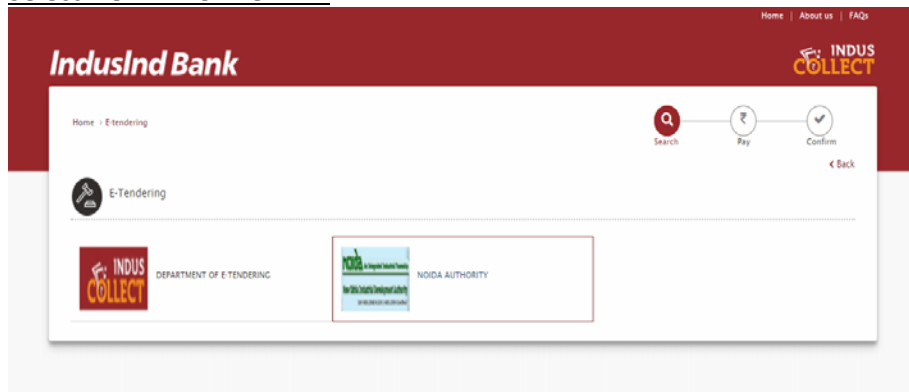 Home | About us | FAQs
IndusInd Bank
INDUS
COLLECT
Home > E-tendering
Search
Pay
Confirm
< Back
E-Tendering
INDUS
COLLECT
DEPARTMENT OF E-TENDERING
noida
NOIDA AUTHORITY